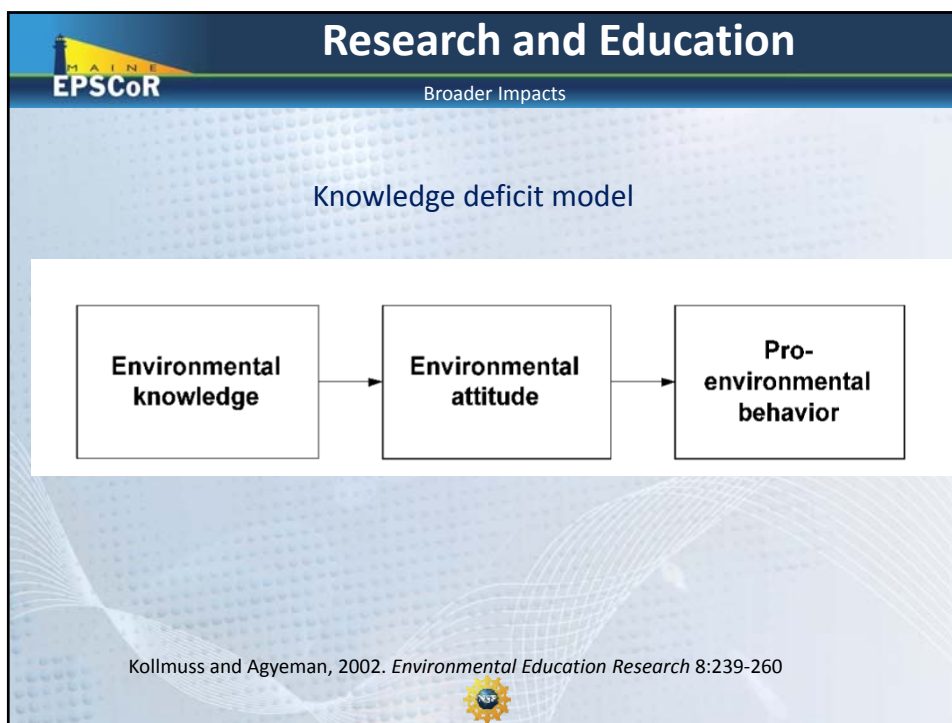 Research and Education
MAINE
EPSCoR
Broader Impacts
Knowledge deficit model
Environmental
knowledge
Environmental
attitude
Pro-
environmental
behavior
Kollmuss and Agyeman, 2002. Environmental Education Research 8:239-260
NSF